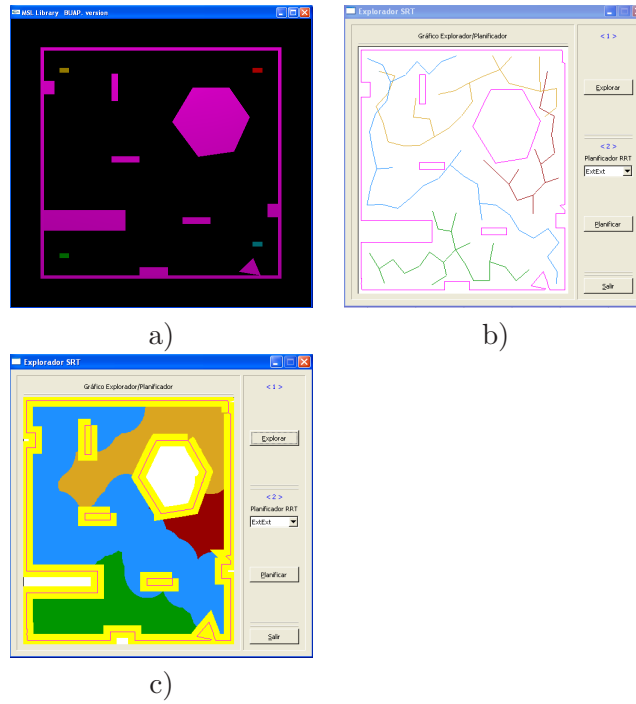 MSL Library BUAP. version
a)
Explorador SRT
Gráfico Explorador/Planificador
< 1 >
Explorar
< 2 >
Planificador RRT
ExtExt
Planificar
Salir
b)
Explorador SRT
Gráfico Explorador/Planificador
< 1 >
Explorar
< 2 >
Planificador RRT
ExtExt
Planificar
Salir
c)